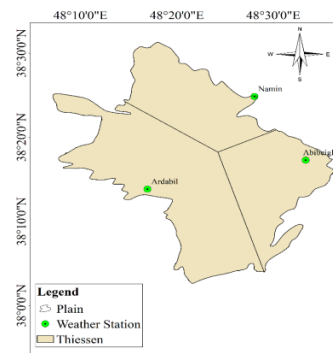 48°10'0"E 48°20'0"E 48°30'0"E
38°30'0"N
38°20'0"N
38°10'0"N
38°0'0"N
N
W E
S
Namin
Ardabil
Legend
Plain
Weather Station
Thiessen